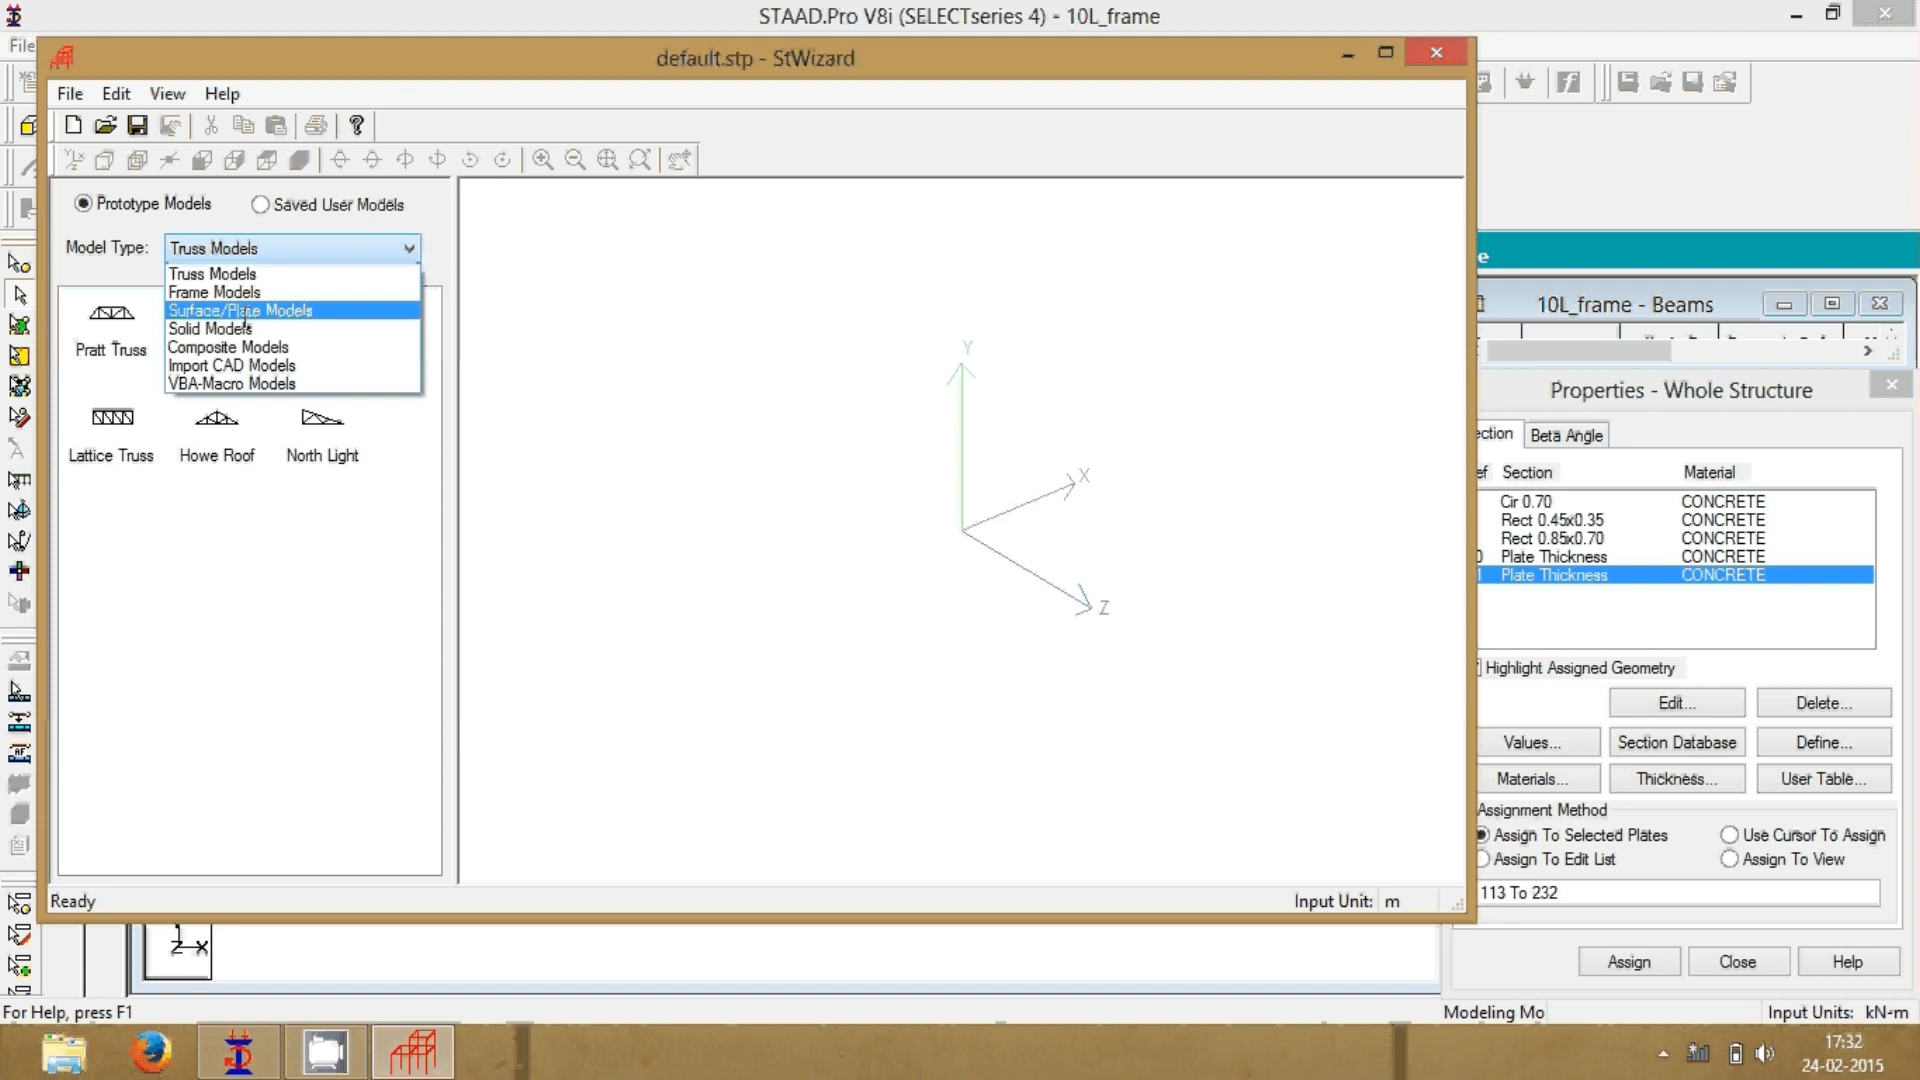 STAAD.Pro V8i (SELECTseries 4) - 10L_frame
File
default.stp - StWizard
File Edit View Help
Prototype Models
Saved User Models
Model Type:
Truss Models
Truss Models
Frame Models
Surface/Plate Models
Solid Models
Composite Models
Import CAD Models
VBA-Macro Models
Pratt Truss
Lattice Truss
Howe Roof
North Light
Y
X
Z
Ready
Input Unit: m
e
10L_frame - Beams
Properties - Whole Structure
ection
Beta Angle
ef Section Material
Cir 0.70 CONCRETE
Rect 0.45x0.35 CONCRETE
Rect 0.85x0.70 CONCRETE
0 Plate Thickness CONCRETE
1 Plate Thickness CONCRETE
Highlight Assigned Geometry
Edit...
Delete...
Values...
Section Database
Define...
Materials...
Thickness...
User Table...
Assignment Method
Assign To Selected Plates
Use Cursor To Assign
Assign To Edit List
Assign To View
113 To 232
Assign
Close
Help
Z X
For Help, press F1
Modeling Mo
Input Units: kN-m
17:32
24-02-2015